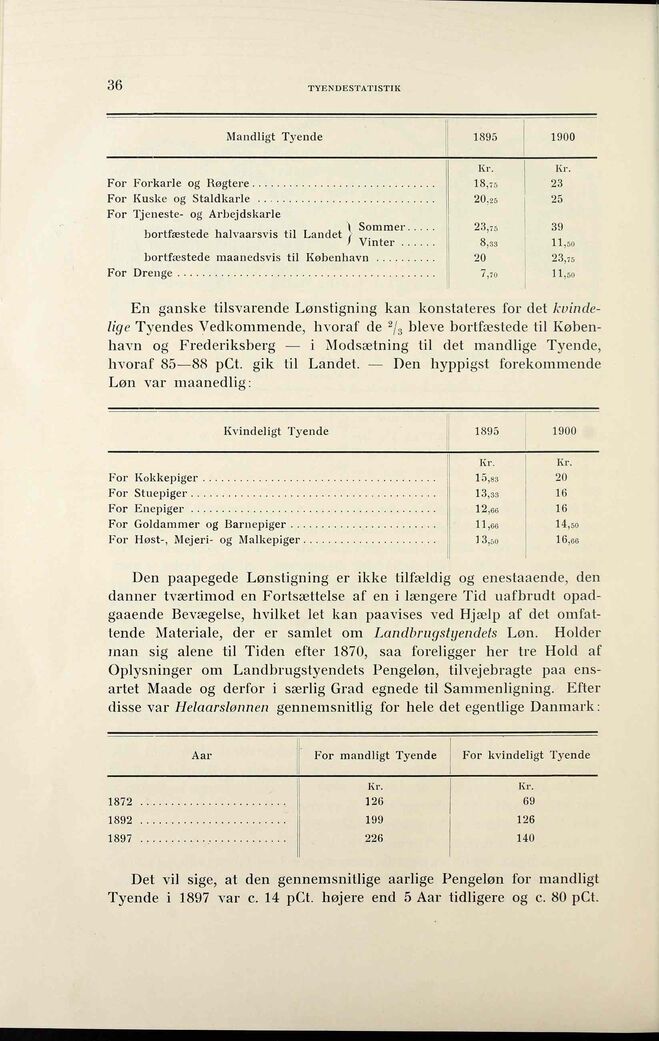 36
TYENDESTATISTIK
Mandligt Tyende 1895 1900
Kr. Kr.
For Forkarle og Røgtere 18,75 23
For Kuske og Staldkarle 20,25 25
For Tjeneste- og Arbejdskarle
bortfæstede halvaarsvis til Landet } Sommer 23,75 39
Vinter 8,33 11,50
bortfæstede maanedsvis til København 20 23,75
For Drenge 7,70 11,50
En ganske tilsvarende Lønstigning kan konstateres for det kvinde-
lige Tyendes Vedkommende, hvoraf de 2/3 bleve bortfæstede til Køben-
havn og Frederiksberg — i Modsætning til det mandlige Tyende,
hvoraf 85—88 pCt. gik til Landet. — Den hyppigst forekommende
Løn var maanedlig:
Kvindeligt Tyende 1895 1900
Kr. Kr.
For Kokkepiger 15,83 20
For Stuepiger 13,33 16
For Enepiger 12,66 16
For Goldammer og Barnepiger 11,66 14,50
For Høst-, Mejeri- og Malkepiger 13,50 16,66
Den paapegede Lønstigning er ikke tilfældig og enestaaende, den
danner tværtimod en Fortsættelse af en i længere Tid uafbrudt opad-
gaaende Bevægelse, hvilket let kan paavises ved Hjælp af det omfat-
tende Materiale, der er samlet om Landbrugstyendets Løn. Holder
man sig alene til Tiden efter 1870, saa foreligger her tre Hold af
Oplysninger om Landbrugstyendets Pengeløn, tilvejebragte paa ens-
artet Maade og derfor i særlig Grad egnede til Sammenligning. Efter
disse var Helaarslønnen gennemsnitlig for hele det egentlige Danmark:
Aar For mandligt Tyende For kvindeligt Tyende
Kr. Kr.
1872 126 69
1892 199 126
1897 226 140
Det vil sige, at den gennemsnitlige aarlige Pengeløn for mandligt
Tyende i 1897 var c. 14 pCt. højere end 5 Aar tidligere og c. 80 pCt.